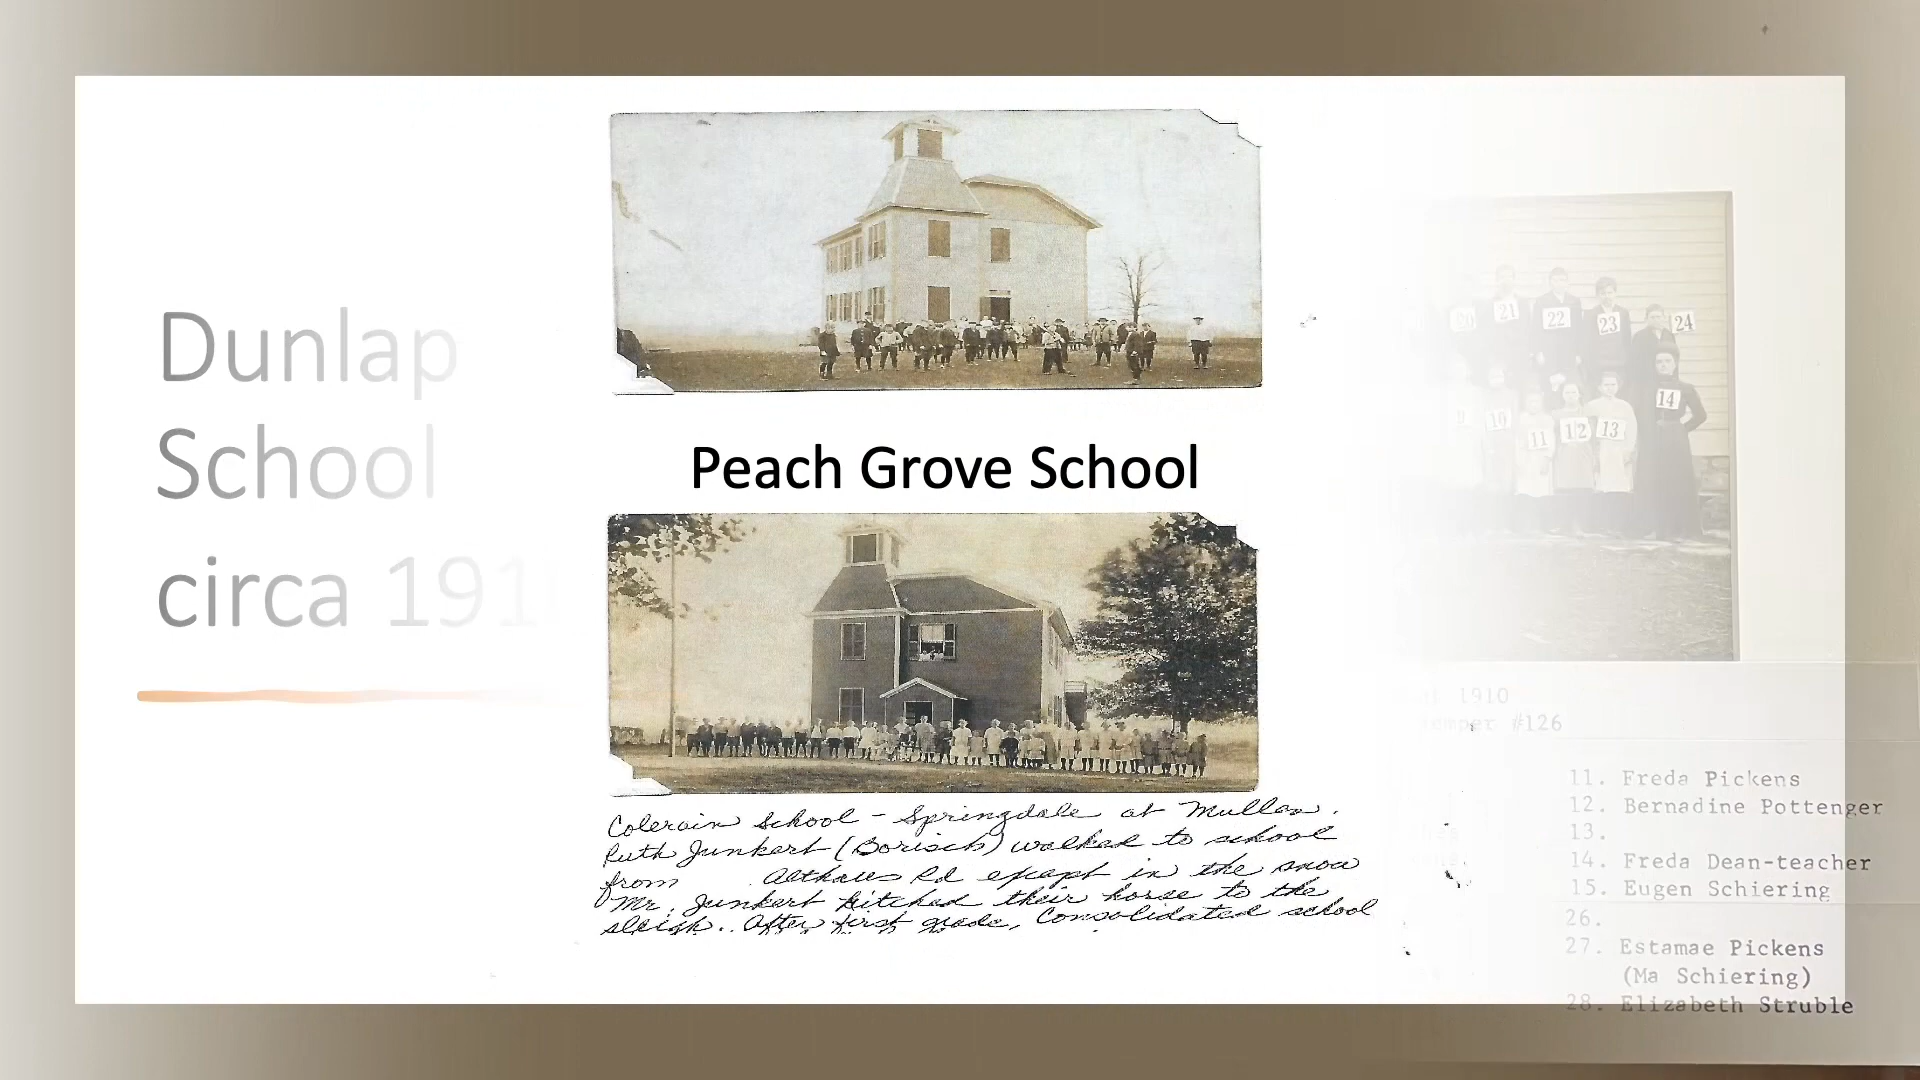 Dunlap
School
circa 191
Peach Grove School
Colerain School - Springdale at Mullen.
Ruth Junkert (Borisch) walked to school
from Althaus Rd except in the snow
Mr. Junkert hitched their horse to the
sleigh.. After first grade, Consolidated school
20 21 22 23 24
9 10 11 12 13 14
1910
#126
11. Freda Pickens
12. Bernadine Pottenger
13.
14. Freda Dean-teacher
15. Eugen Schiering
26.
27. Estamae Pickens
(Ma Schiering)
28. Elizabeth Struble